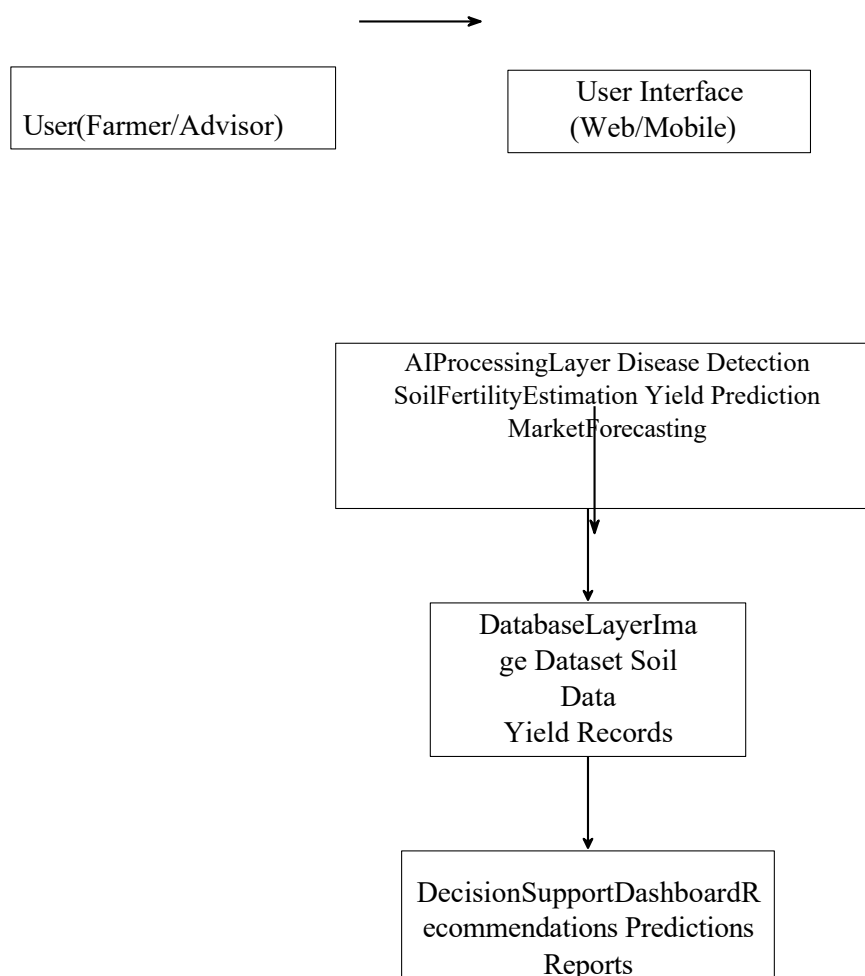 User(Farmer/Advisor)
User Interface
(Web/Mobile)
AIProcessingLayer Disease Detection
SoilFertilityEstimation Yield Prediction
MarketForecasting
DatabaseLayerIma
ge Dataset Soil
Data
Yield Records
DecisionSupportDashboardR
ecommendations Predictions
Reports